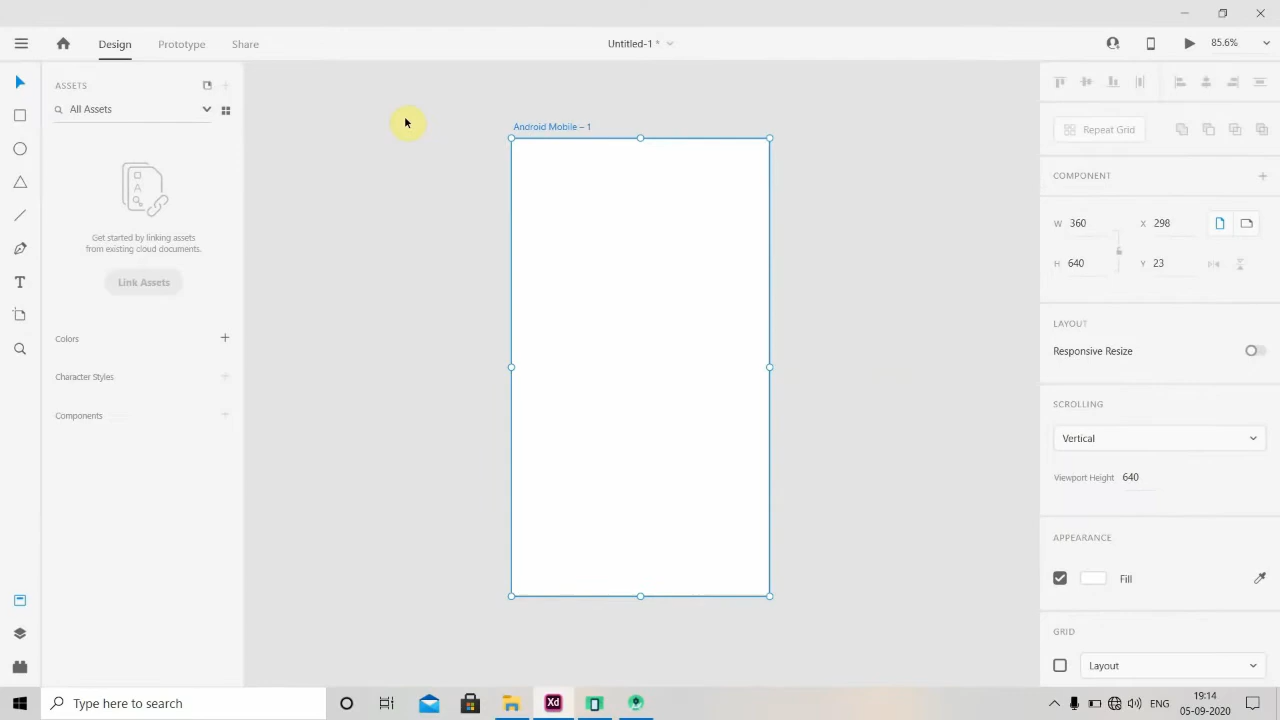 Design
Prototype
Share
Untitled-1 *
85.6%
ASSETS
All Assets
Get started by linking assets
from existing cloud documents.
Link Assets
Colors
Character Styles
Components
Android Mobile – 1
Repeat Grid
COMPONENT
W 360
X 298
H 640
Y 23
LAYOUT
Responsive Resize
SCROLLING
Vertical
Viewport Height 640
APPEARANCE
Fill
GRID
Layout
Type here to search
Xd
ENG
19:14
05-09-2020